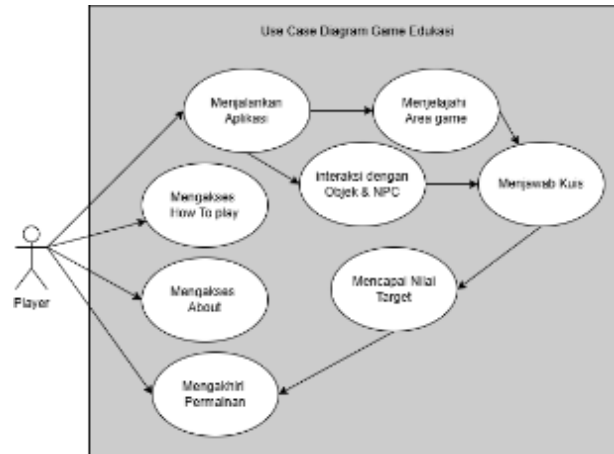 Use Case Diagram Game Edukasi
Menjalankan
Aplikasi
Menjelajahi
Area game
Interaksi dengan
Objek & NPC
Menjawab Kuis
Mengakses
How To play
Mengakses
About
Mencapai Nilai
Target
Player
Mengakhiri
Permainan